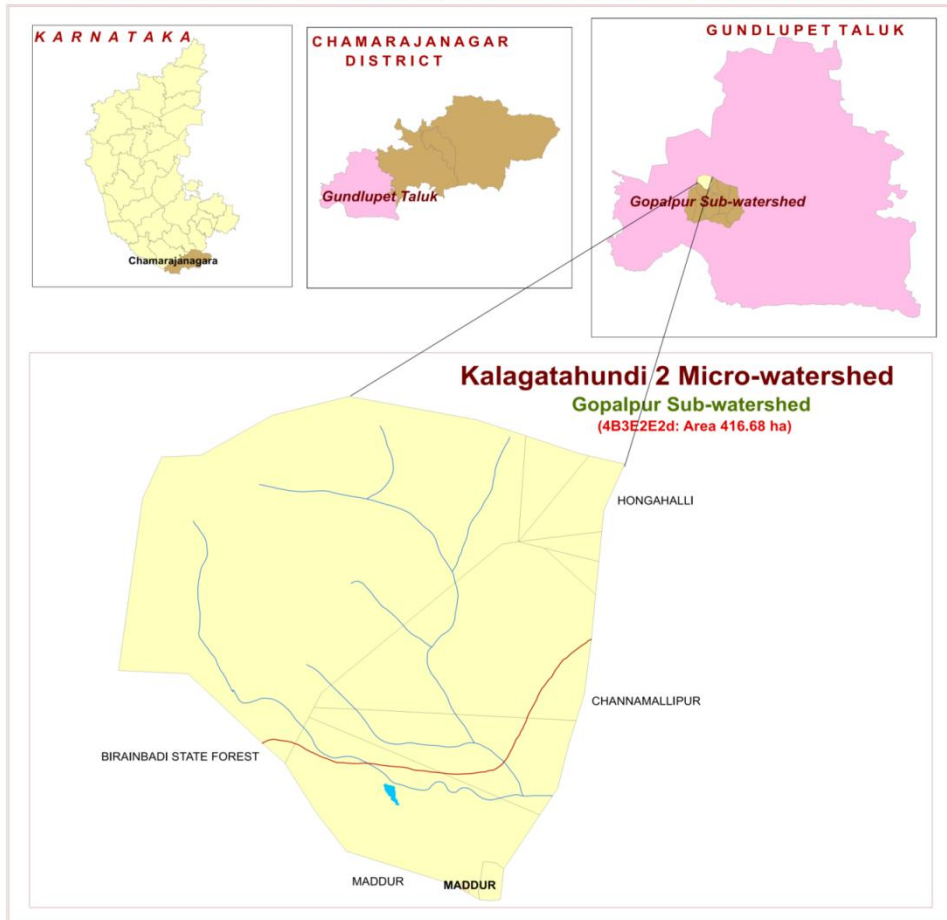 KARNATAKA
Chamarajanagara
CHAMARAJANAGAR
DISTRICT
Gundlupet Taluk
GUNDLUPET TALUK
Gopalpur Sub-watershed
Kalagatahundi 2 Micro-watershed
Gopalpur Sub-watershed
(4B3E2E2d: Area 416.68 ha)
HONGAHALLI
CHANNAMALLIPUR
BIRAINBADI STATE FOREST
MADDUR
MADDUR